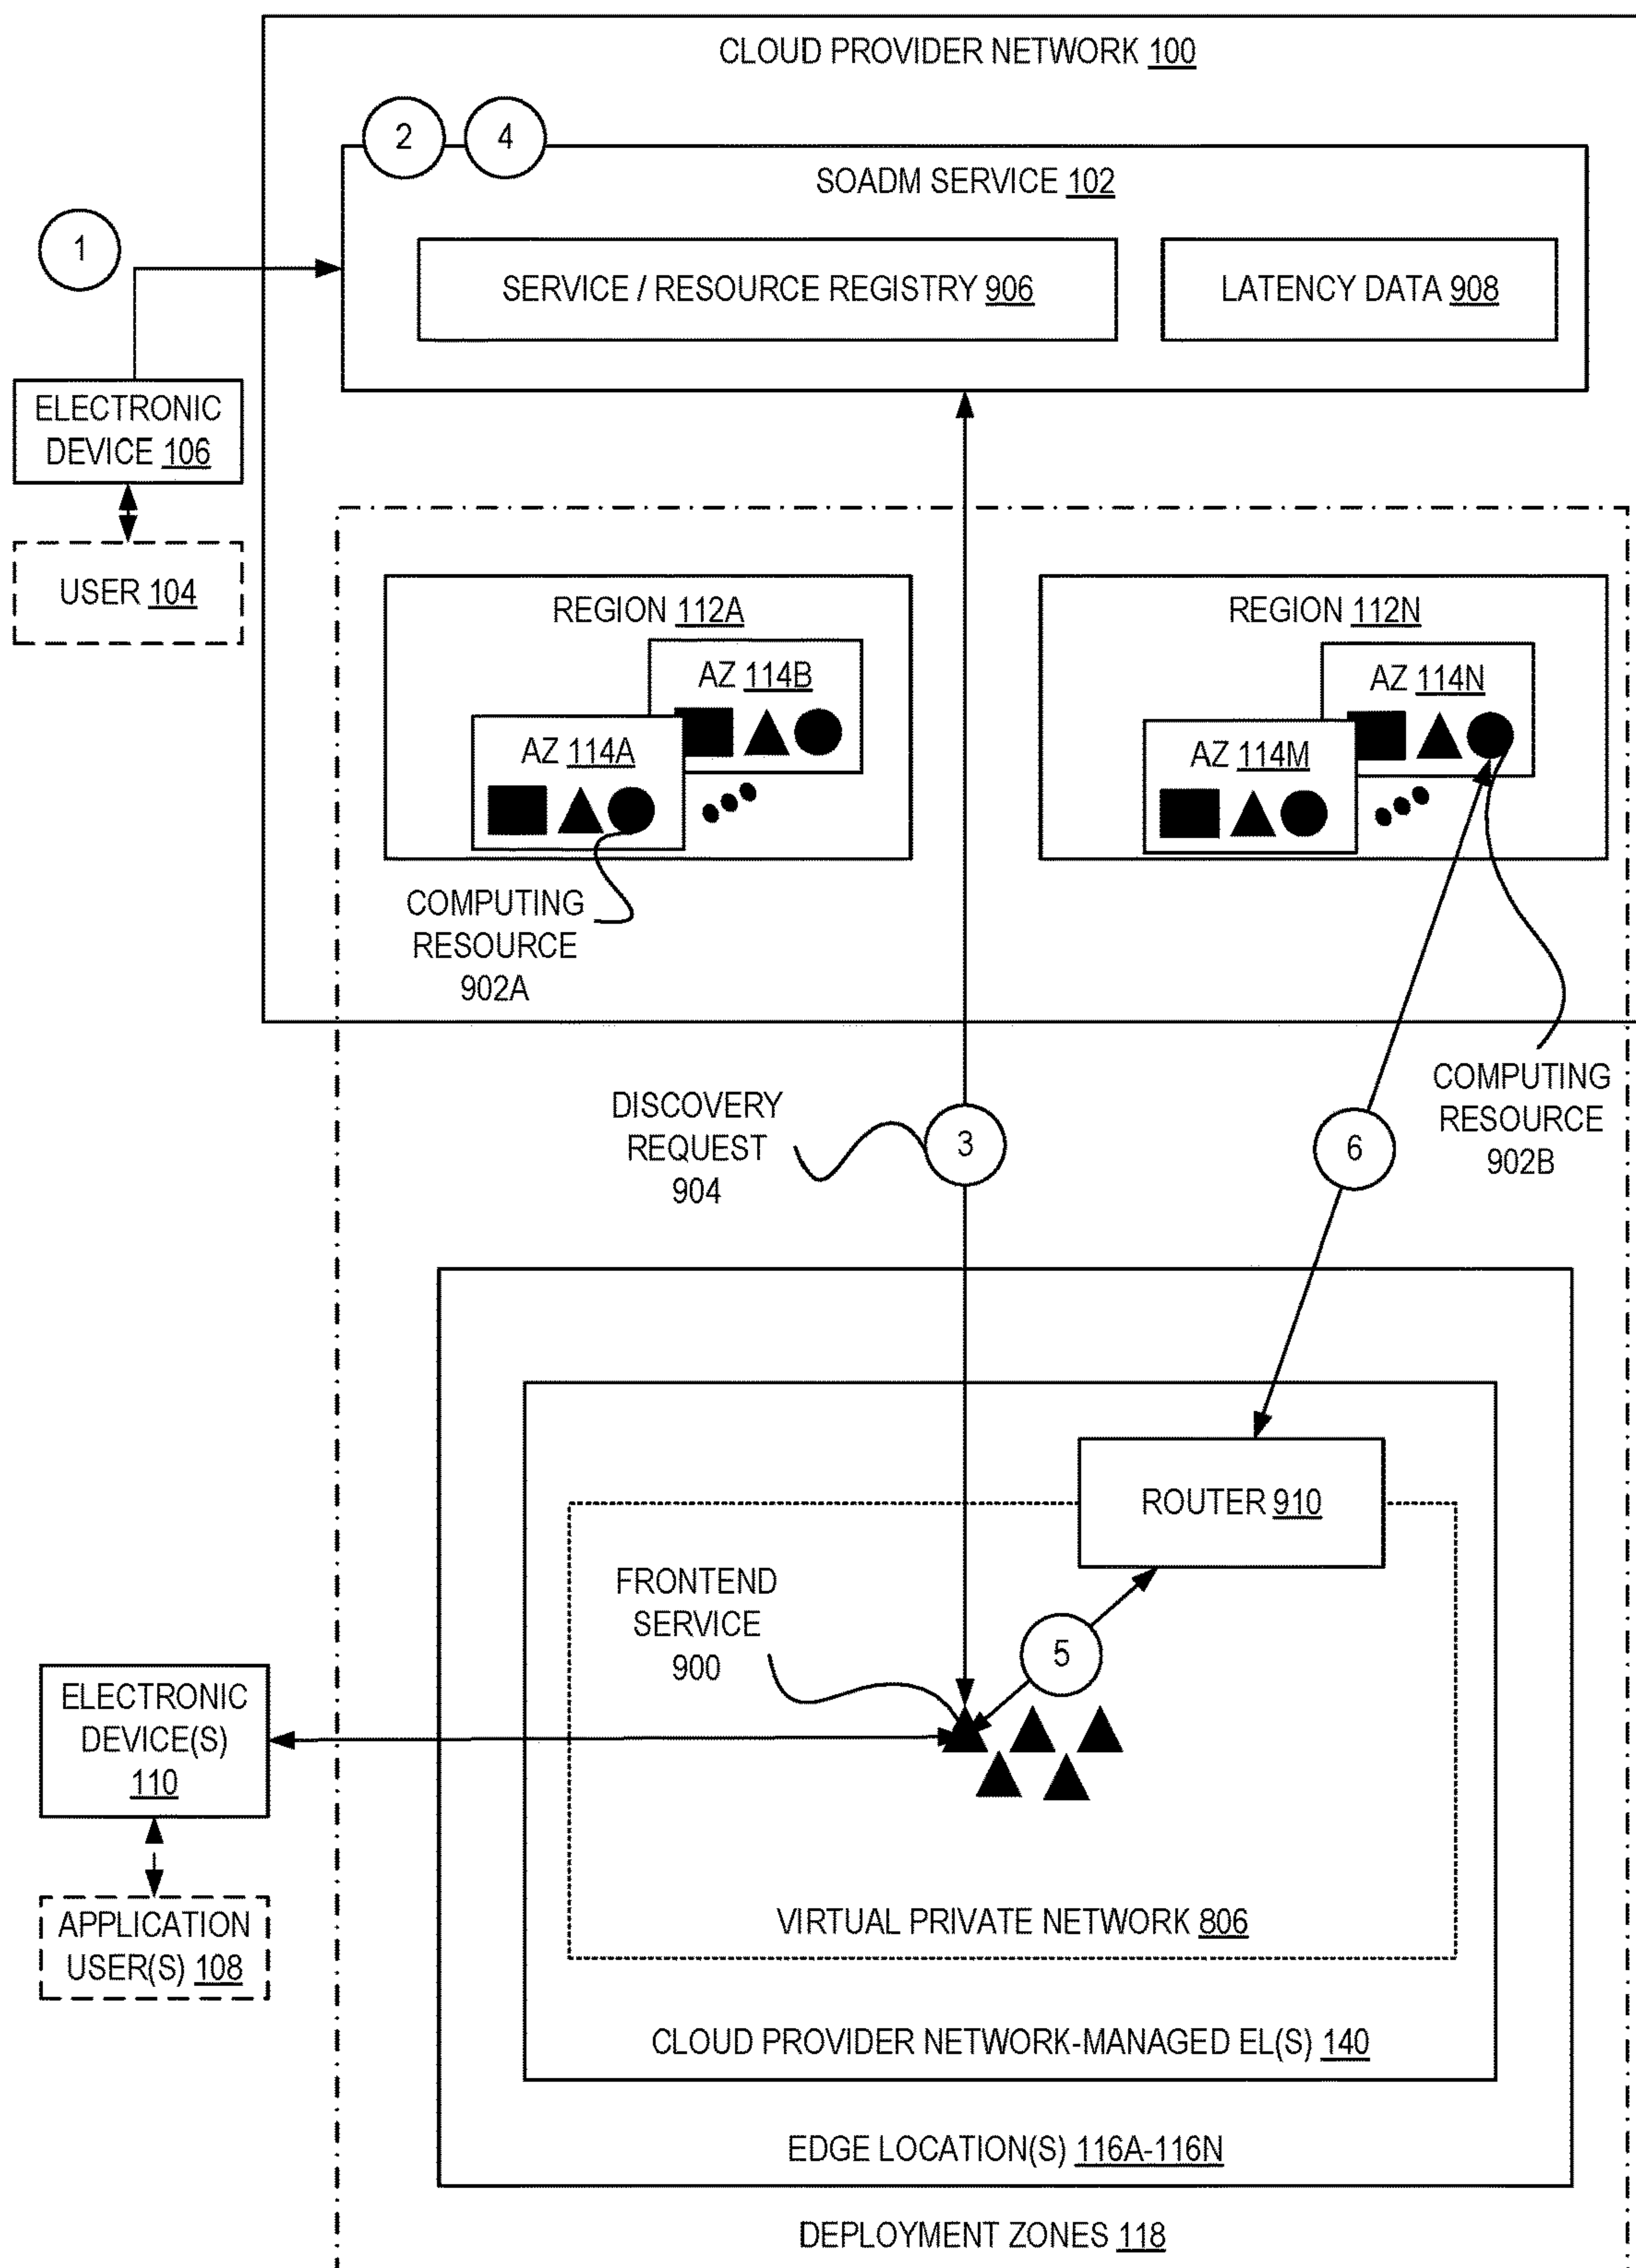 CLOUD PROVIDER NETWORK 100
2
4
SOADM SERVICE 102
1
SERVICE / RESOURCE REGISTRY 906
LATENCY DATA 908
ELECTRONIC
DEVICE 106
USER 104
REGION 112A
AZ 114B
AZ 114A
REGION 112N
AZ 114N
AZ 114M
COMPUTING
RESOURCE
902A
COMPUTING
RESOURCE
902B
DISCOVERY
REQUEST
904
3
6
ROUTER 910
FRONTEND
SERVICE
900
5
ELECTRONIC
DEVICE(S)
110
APPLICATION
USER(S) 108
VIRTUAL PRIVATE NETWORK 806
CLOUD PROVIDER NETWORK-MANAGED EL(S) 140
EDGE LOCATION(S) 116A-116N
DEPLOYMENT ZONES 118